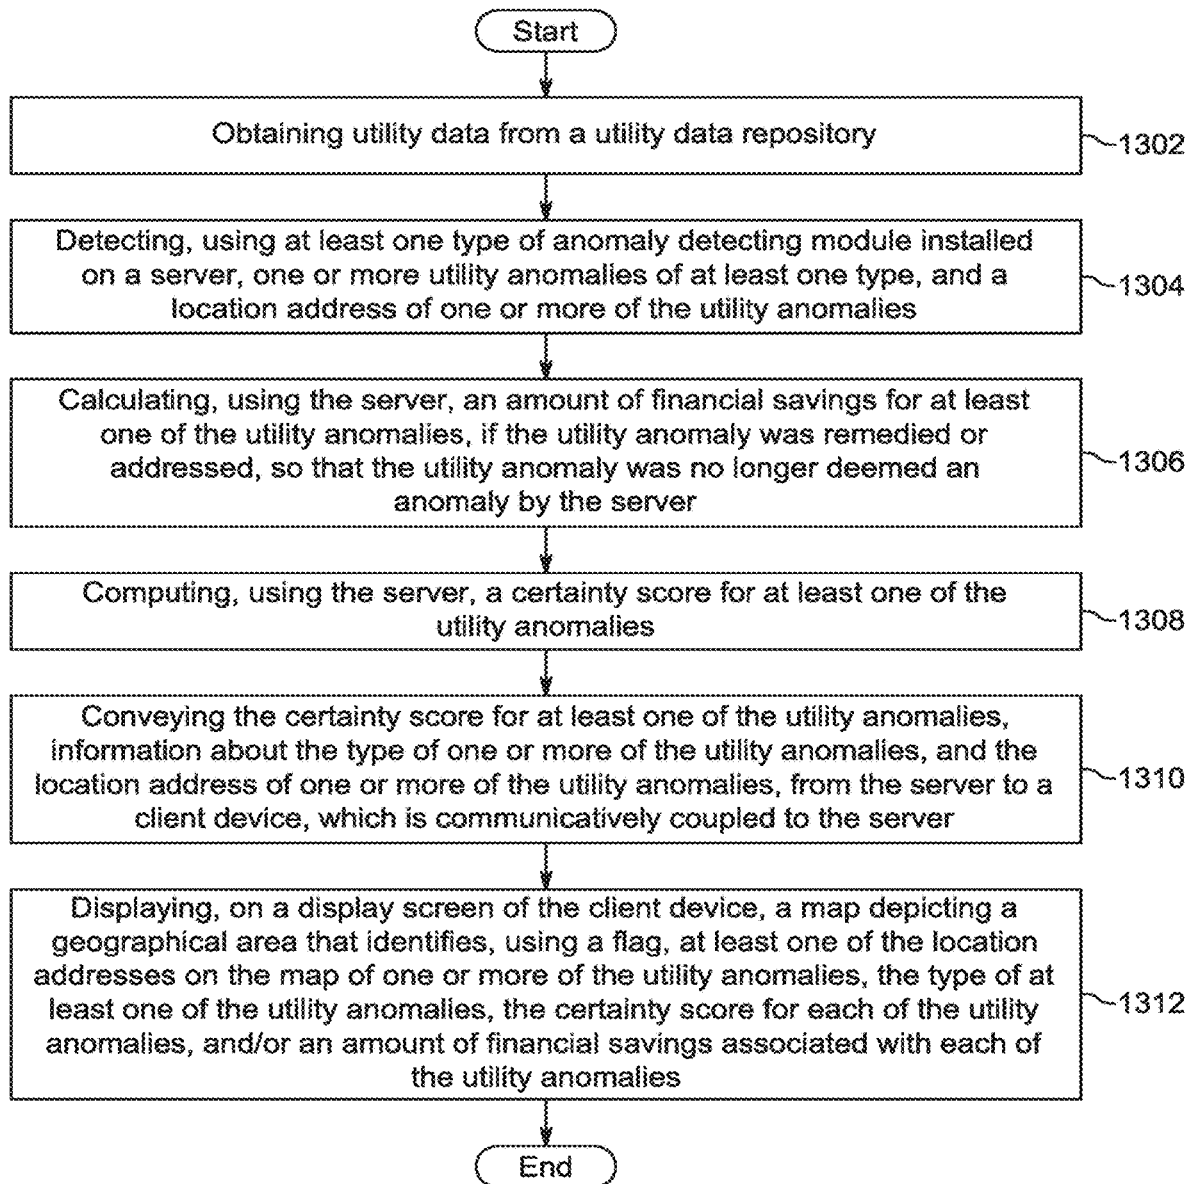 Start
Obtaining utility data from a utility data repository
1302
Detecting, using at least one type of anomaly detecting module installed
on a server, one or more utility anomalies of at least one type, and a
location address of one or more of the utility anomalies
1304
Calculating, using the server, an amount of financial savings for at least
one of the utility anomalies, if the utility anomaly was remedied or
addressed, so that the utility anomaly was no longer deemed an
anomaly by the server
1306
Computing, using the server, a certainty score for at least one of the
utility anomalies
1308
Conveying the certainty score for at least one of the utility anomalies,
information about the type of one or more of the utility anomalies, and the
location address of one or more of the utility anomalies, from the server to a
client device, which is communicatively coupled to the server
1310
Displaying, on a display screen of the client device, a map depicting a
geographical area that identifies, using a flag, at least one of the location
addresses on the map of one or more of the utility anomalies, the type of at
least one of the utility anomalies, the certainty score for each of the utility
anomalies, and/or an amount of financial savings associated with each of
the utility anomalies
1312
End